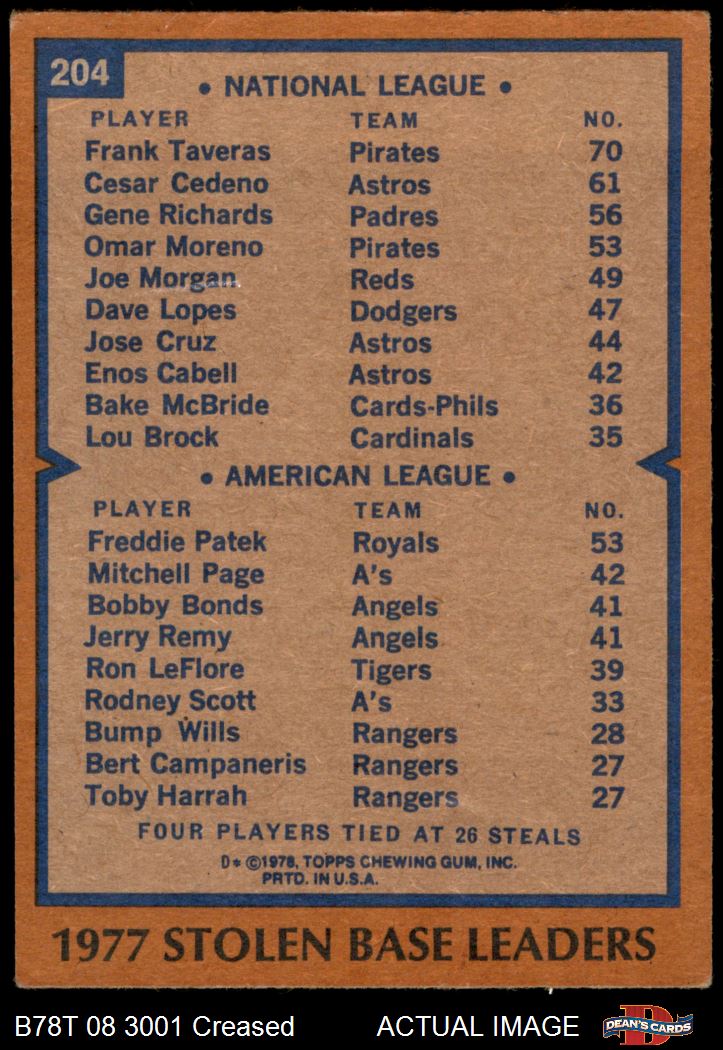 204
• NATIONAL LEAGUE •
PLAYER TEAM NO.
Frank Taveras Pirates 70
Cesar Cedeno Astros 61
Gene Richards Padres 56
Omar Moreno Pirates 53
Joe Morgan Reds 49
Dave Lopes Dodgers 47
Jose Cruz Astros 44
Enos Cabell Astros 42
Bake McBride Cards-Phils 36
Lou Brock Cardinals 35
• AMERICAN LEAGUE •
PLAYER TEAM NO.
Freddie Patek Royals 53
Mitchell Page A's 42
Bobby Bonds Angels 41
Jerry Remy Angels 41
Ron LeFlore Tigers 39
Rodney Scott A's 33
Bump Wills Rangers 28
Bert Campaneris Rangers 27
Toby Harrah Rangers 27
FOUR PLAYERS TIED AT 26 STEALS
D* ©1978, TOPPS CHEWING GUM, INC.
PRTD. IN U.S.A.
1977 STOLEN BASE LEADERS
B78T 08 3001 Creased ACTUAL IMAGE D DEAN'S CARDS